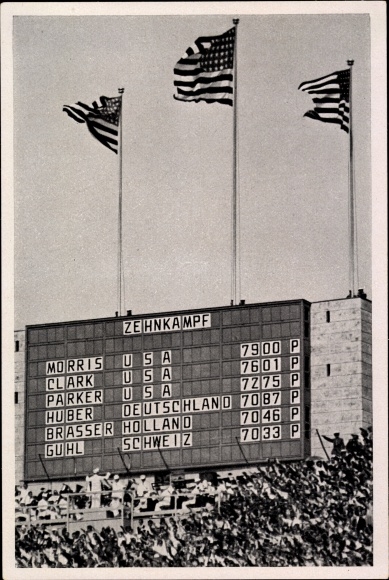 ZEHNKAMPF
MORRIS USA 7900 P
CLARK USA 7601 P
PARKER USA 7275 P
HUBER DEUTSCHLAND 7087 P
BRASSER HOLLAND 7046 P
GUHL SCHWEIZ 7033 P